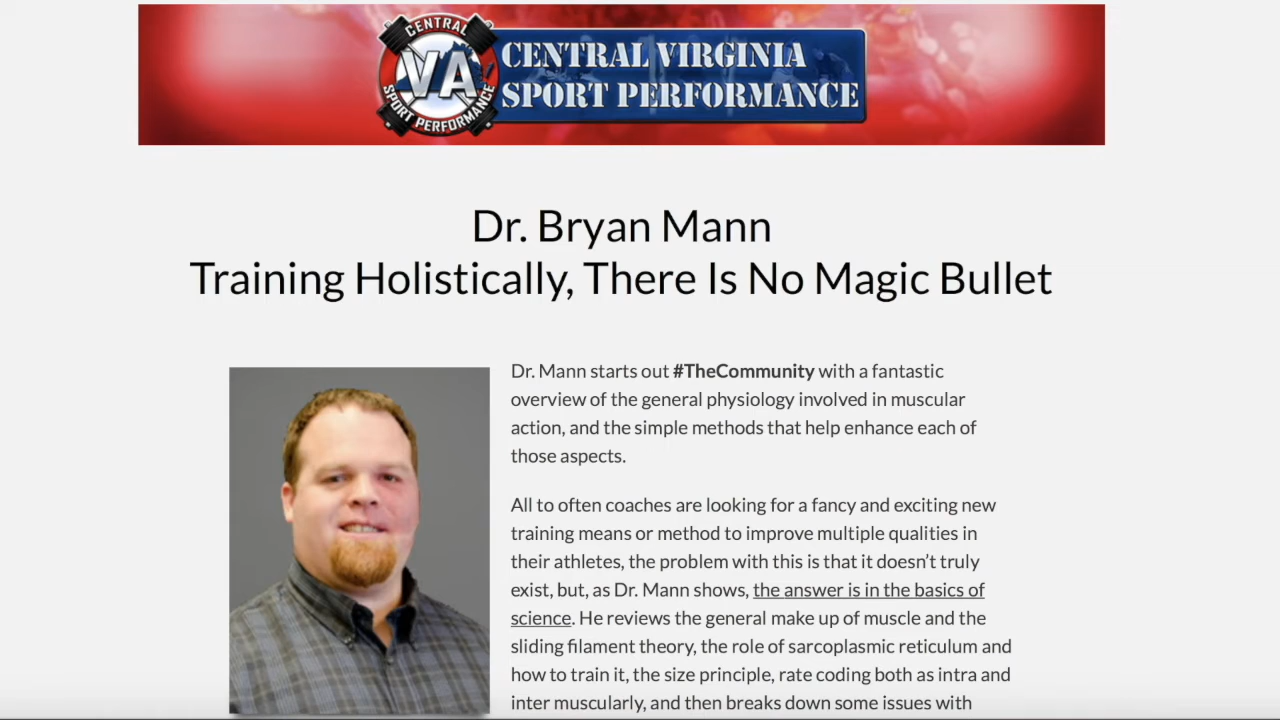 CENTRAL
VA
SPORT PERFORMANCE
CENTRAL VIRGINIA
SPORT PERFORMANCE
Dr. Bryan Mann
Training Holistically, There Is No Magic Bullet
Dr. Mann starts out #TheCommunity with a fantastic
overview of the general physiology involved in muscular
action, and the simple methods that help enhance each of
those aspects.
All to often coaches are looking for a fancy and exciting new
training means or method to improve multiple qualities in
their athletes, the problem with this is that it doesn’t truly
exist, but, as Dr. Mann shows, the answer is in the basics of
science. He reviews the general make up of muscle and the
sliding filament theory, the role of sarcoplasmic reticulum and
how to train it, the size principle, rate coding both as intra and
inter muscularly, and then breaks down some issues with